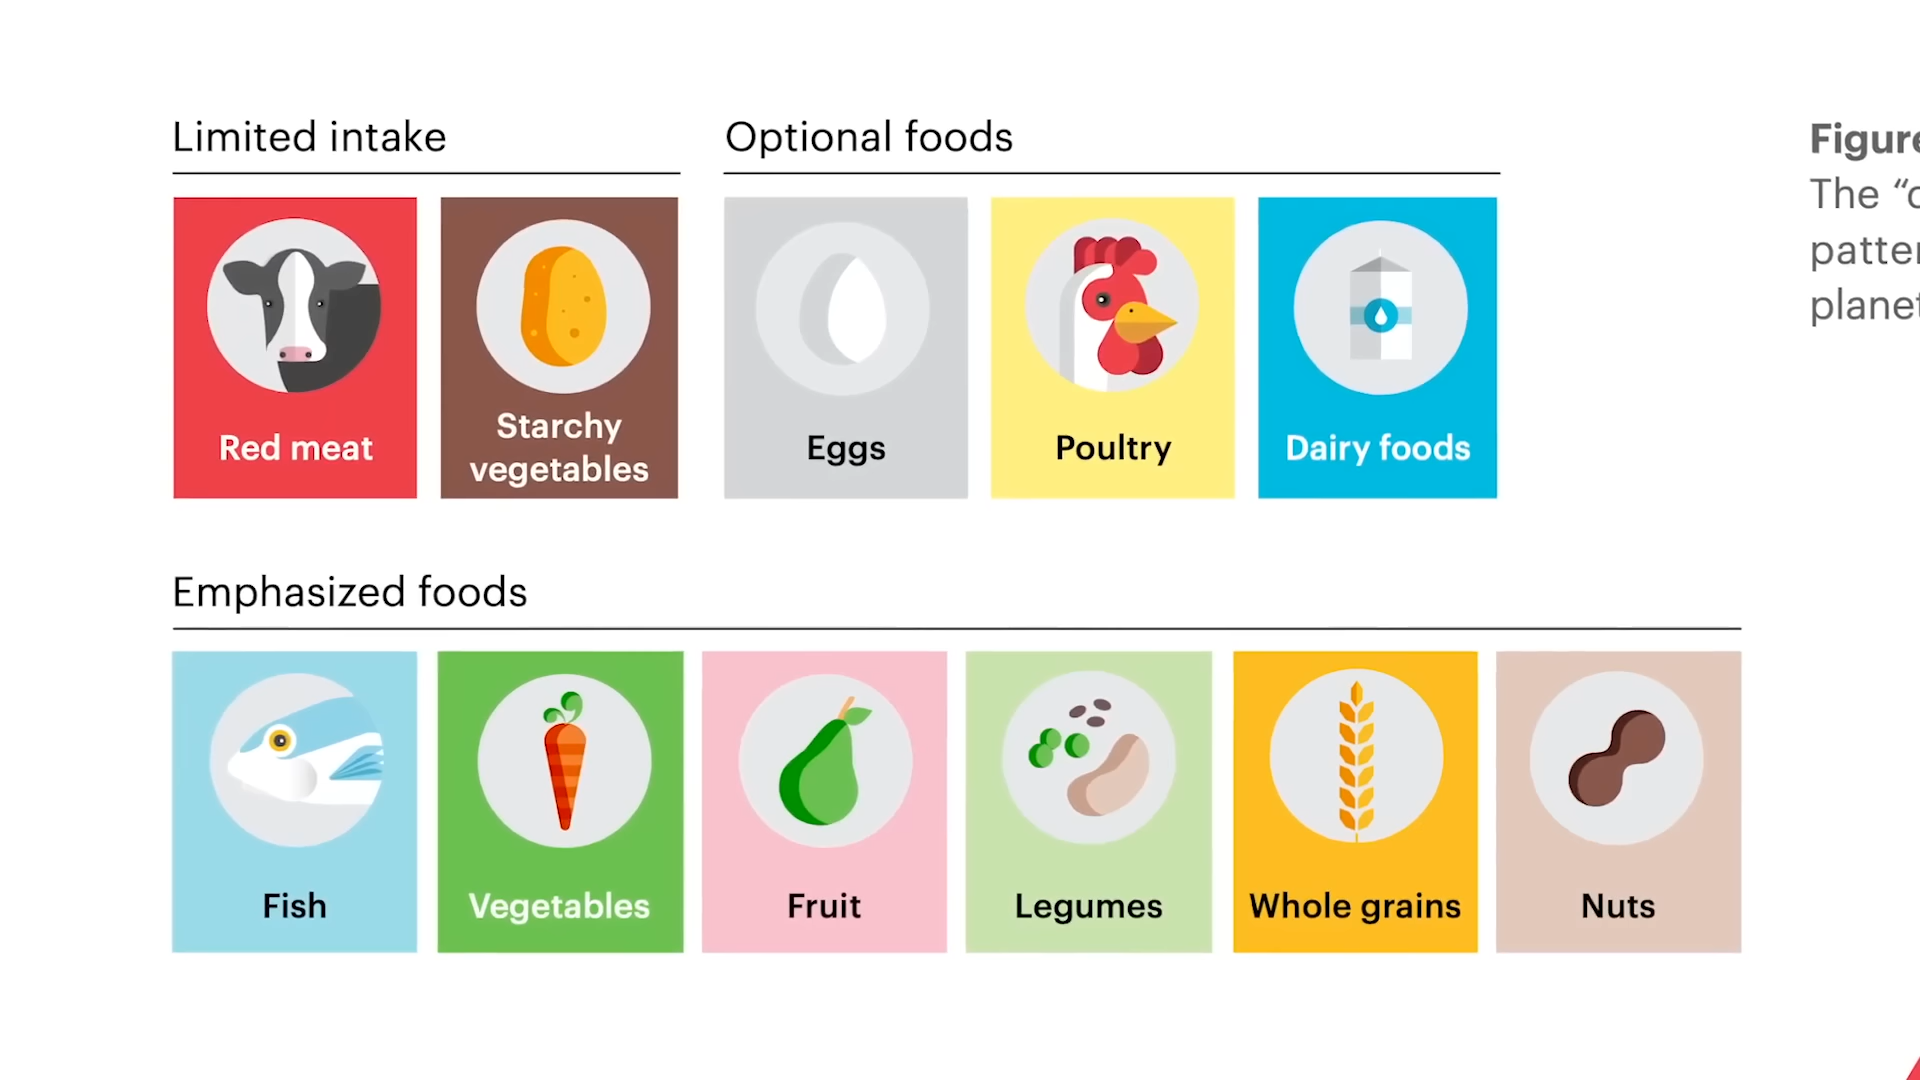 Limited intake
Optional foods
Red meat
Starchy
vegetables
Eggs
Poultry
Dairy foods
Emphasized foods
Fish
Vegetables
Fruit
Legumes
Whole grains
Nuts
The